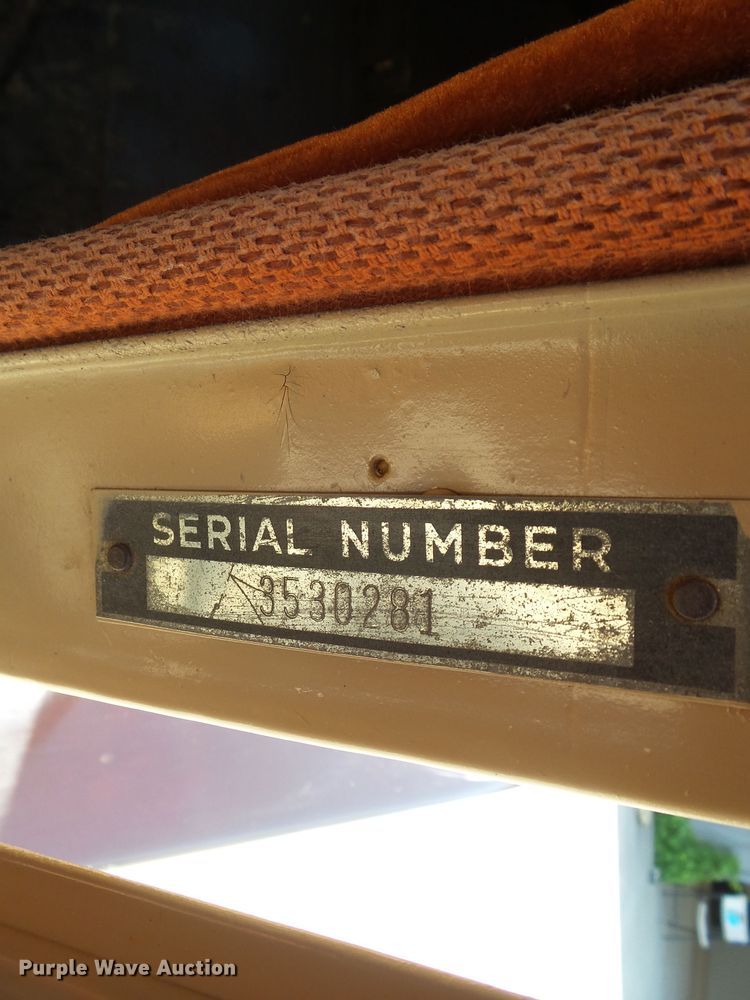 SERIAL NUMBER
3530281
Purple Wave Auction